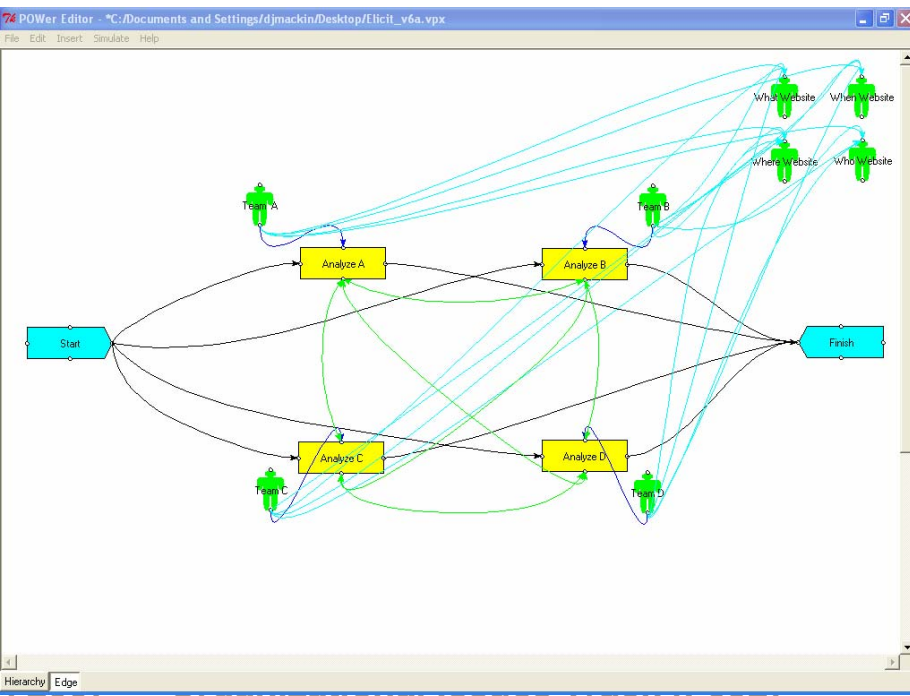 POWer Editor - *C:/Documents and Settings/djmackin/Desktop/Elicit_v6a.vpx
File Edit Insert Simulate Help
What Website
When Website
Where Website
Who Website
Team A
Team B
Analyze A
Analyze B
Start
Finish
Analyze C
Analyze D
Team C
Team D
Hierarchy Edge